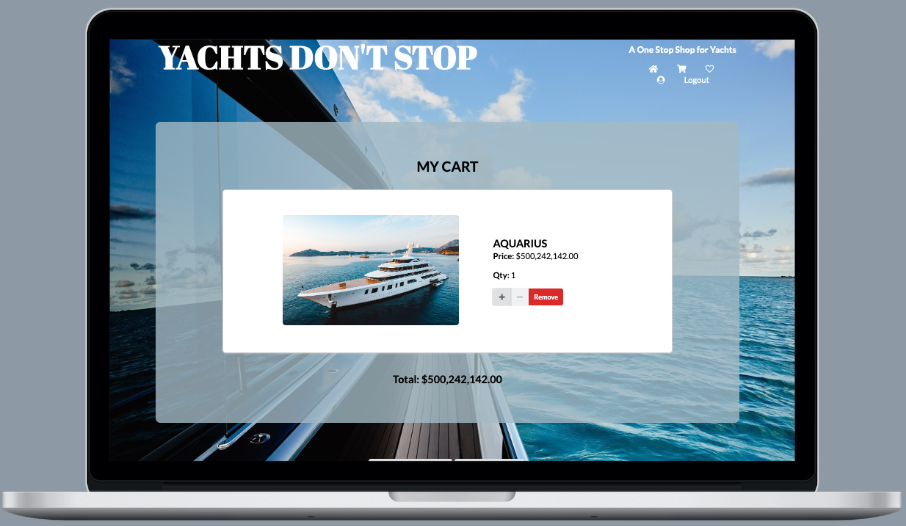 YACHTS DON'T STOP
A One Stop Shop for Yachts
Logout
MY CART
AQUARIUS
Price: $500,242,142.00
Qty: 1
+ − Remove
Total: $500,242,142.00